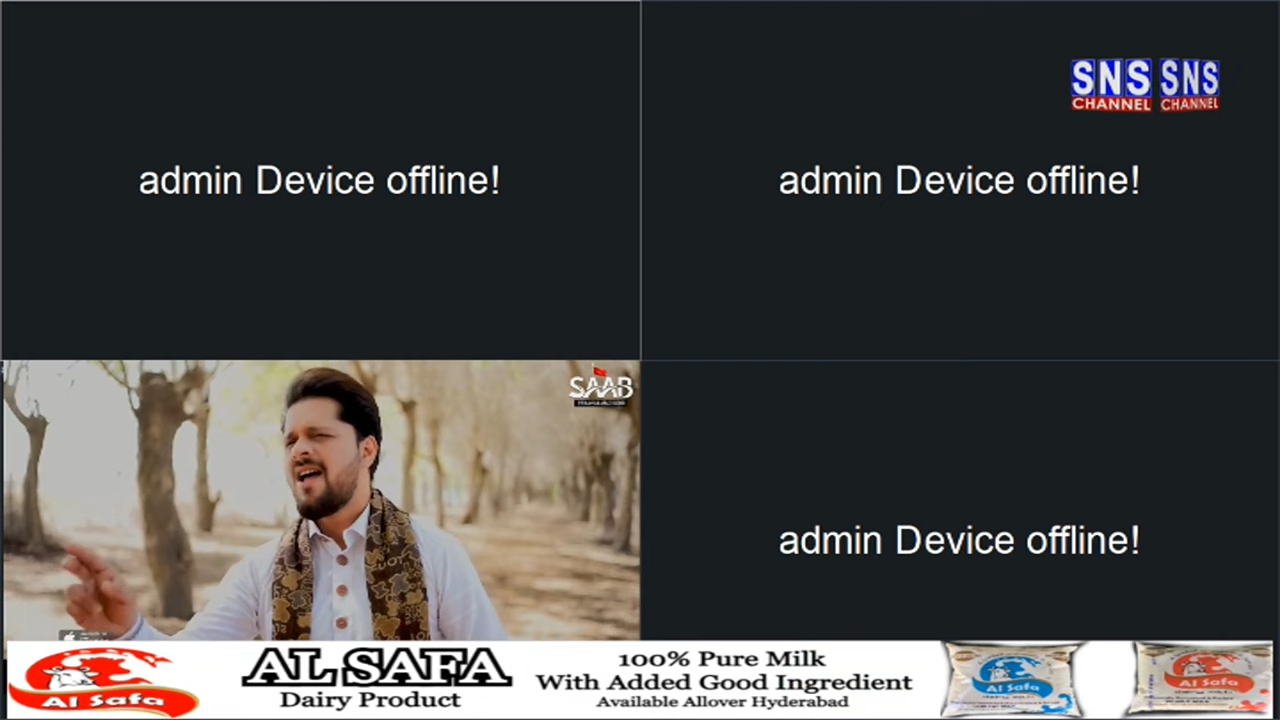 admin Device offline!
admin Device offline!
SNS SNS
CHANNEL CHANNEL
SAAB
admin Device offline!
Al Safa
AL SAFA
Dairy Product
100% Pure Milk
With Added Good Ingredient
Available Allover Hyderabad
Al Safa
Al Safa